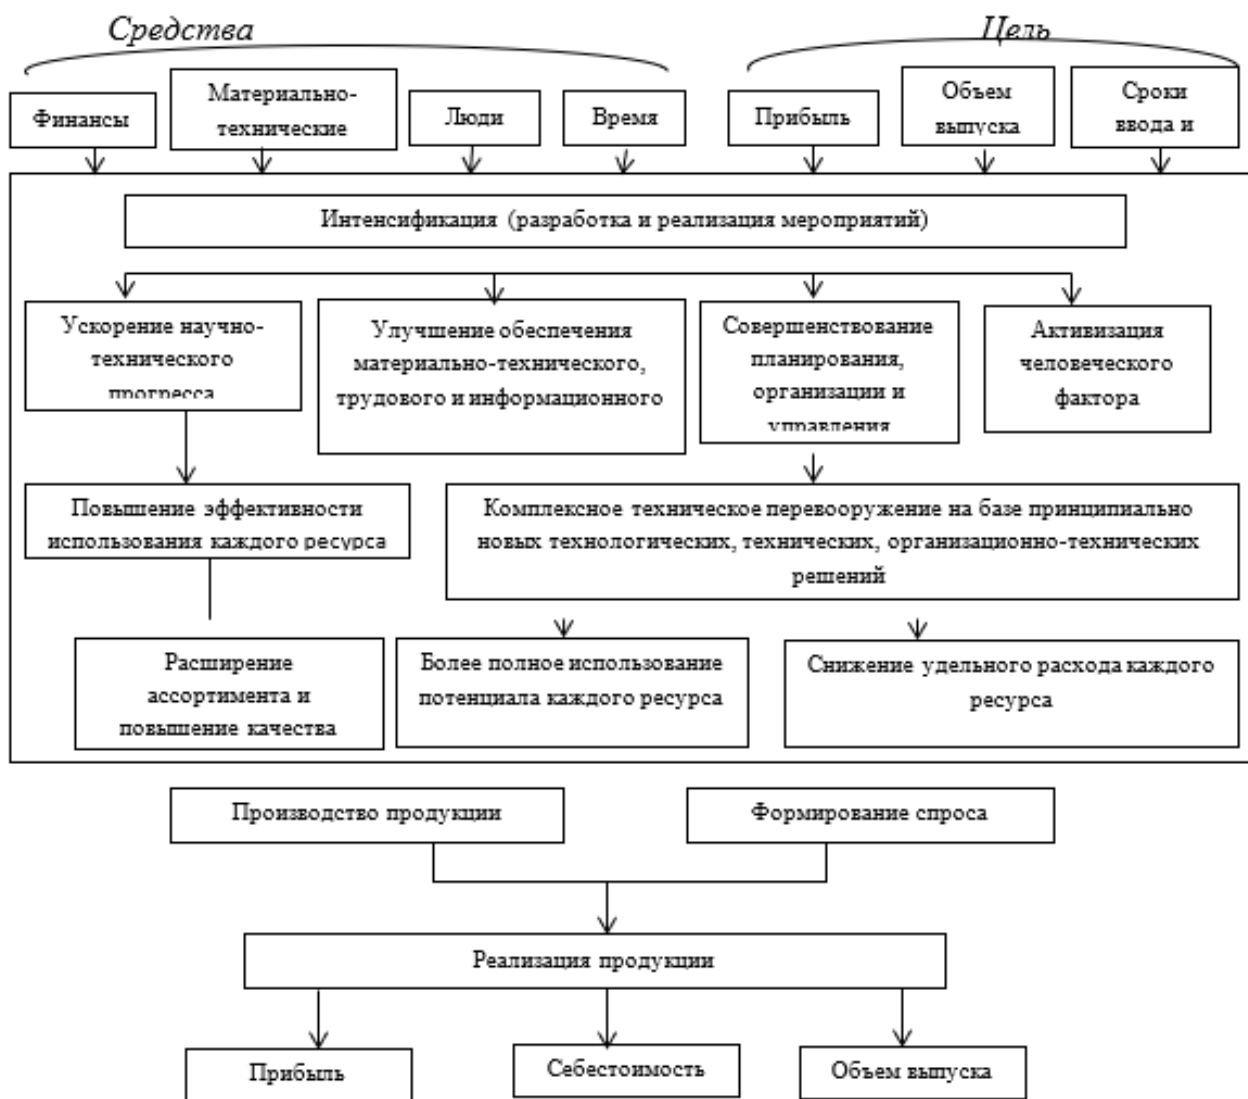 Средства
Цель
Финансы
Материально-
технические
Люди
Время
Прибыль
Объем
выпуска
Сроки
ввода и
Интенсификация (разработка и реализация мероприятий)
Ускорение научно-
технического
прогресса
Улучшение обеспечения
материально-технического,
трудового и информационного
Совершенствование
планирования,
организации и
управления
Активизация
человеческого
фактора
Повышение эффективности
использования каждого ресурса
Комплексное техническое перевооружение на базе принципиально
новых технологических, технических, организационно-технических
решений
Расширение
ассортимента и
повышение качества
Более полное использование
потенциала каждого ресурса
Снижение удельного расхода каждого
ресурса
Производство продукции
Формирование спроса
Реализация продукции
Прибыль
Себестоимость
Объем выпуска